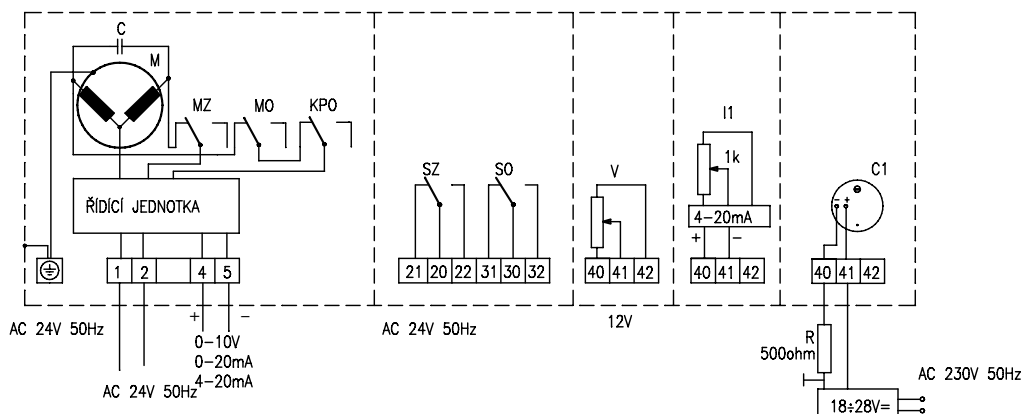 C
M
MZ MO KPO
I1
1k
SZ SO V C1
ŘÍDÍCÍ JEDNOTKA
4-20mA
- +
+ -
1 2 4 5
21 20 22 31 30 32
40 41 42
40 41 42
40 41 42
+ -
AC 24V 50Hz
AC 24V 50Hz
12V
0-10V
0-20mA
4-20mA
AC 24V 50Hz
R
500ohm
AC 230V 50Hz
18÷28V=